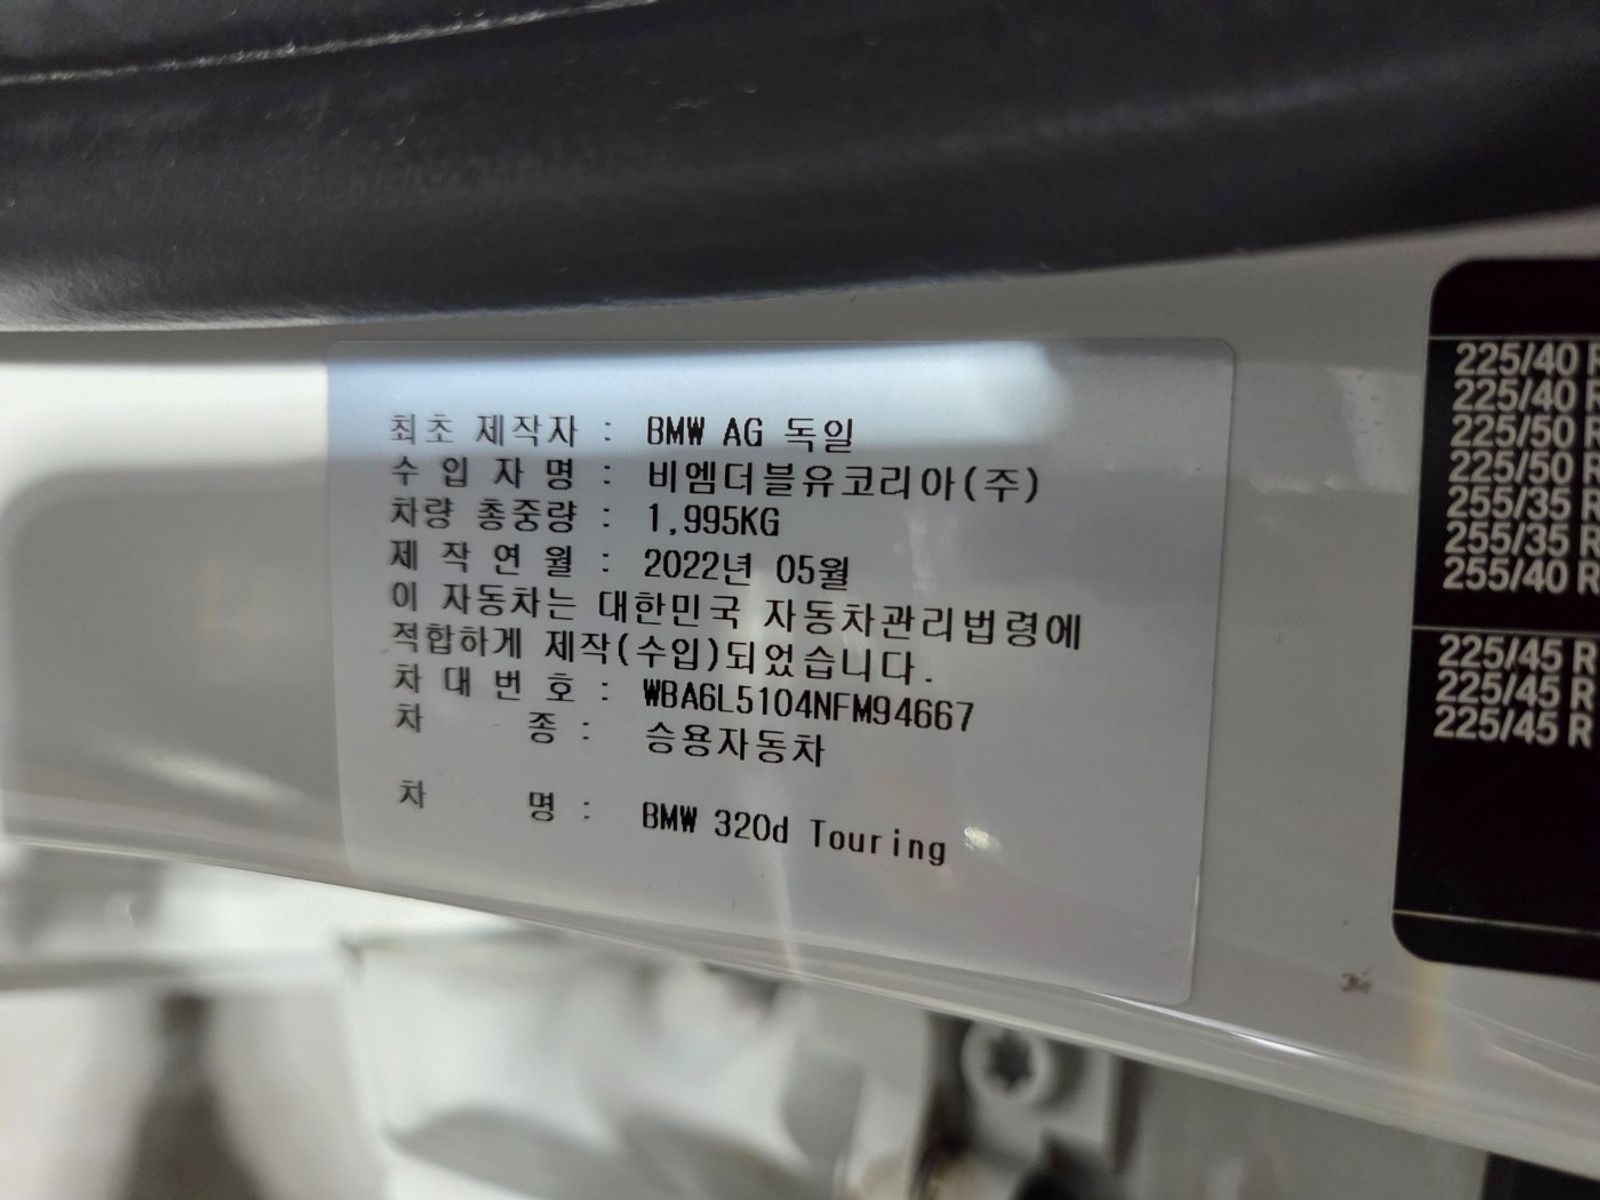 최초 제작자 : BMW AG 독일
수 입 자 명 : 비엠더블유코리아(주)
차량 총중량 : 1,995KG
제 작 연 월 : 2022년 05월
이 자동차는 대한민국 자동차관리법령에
적합하게 제작(수입)되었습니다.
차 대 번 호 : WBA6L5104NFM94667
차 종 : 승용자동차
차 명 : BMW 320d Touring
225/40 R
225/40 R
225/50 R
225/50 R
255/35 R
255/35 R
255/40 R
225/45 R
225/45 R
225/45 R